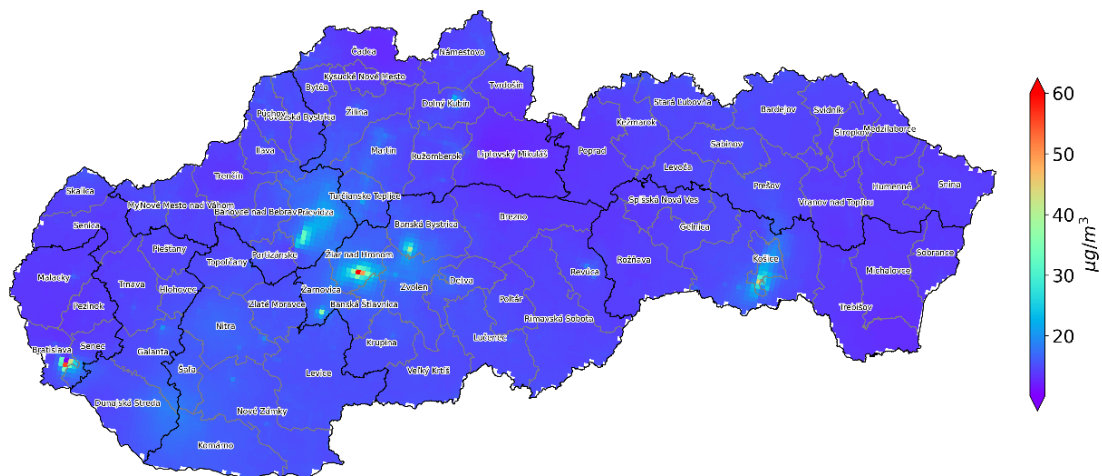 Čadca
Námestovo
Kysucké Nové Mesto
Bytča
Tvrdošín
Dolný Kubín
Žilina
Púchov
Považská Bystrica
Ilava
Martin
Ružomberok
Liptovský Mikuláš
Poprad
Kežmarok
Stará Ľubovňa
Bardejov
Svidník
Stropkov
Medzilaborce
Sabinov
Levoča
Prešov
Humenné
Snina
Vranov nad Topľou
Trenčín
Skalica
Senica
Nové Mesto nad Váhom
Bánovce nad Bebravou
Prievidza
Turčianske Teplice
Banská Bystrica
Brezno
Spišská Nová Ves
Gelnica
Rožňava
Košice
Sobrance
Michalovce
Trebišov
Piešťany
Topoľčany
Partizánske
Žiar nad Hronom
Malacky
Pezinok
Trnava
Hlohovec
Zlaté Moravce
Žarnovica
Banská Štiavnica
Zvolen
Detva
Revúca
Poltár
Rimavská Sobota
Nitra
Krupina
Lučenec
Bratislava
Senec
Galanta
Šaľa
Levice
Veľký Krtíš
Dunajská Streda
Nové Zámky
Komárno
60
50
40
30
20
μg/m³